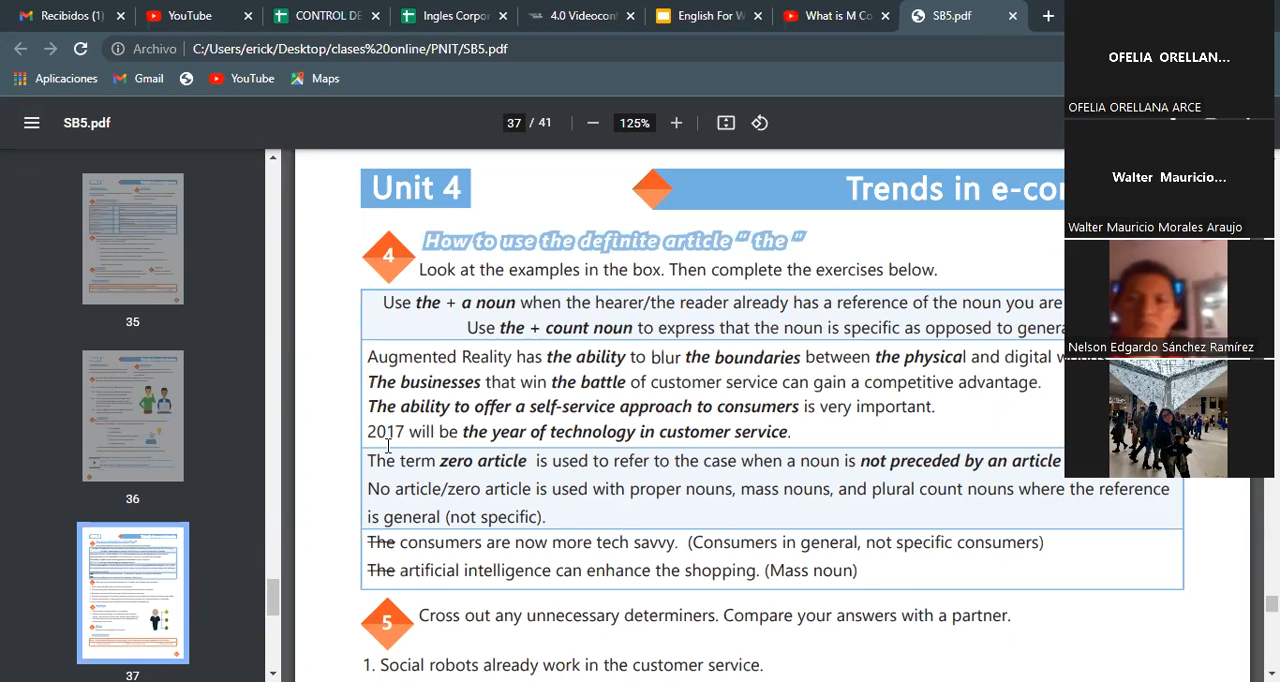 Recibidos (1)
YouTube
CONTROL DE
Ingles Corpor
4.0 Videoconf
English For W
What is M Co
SB5.pdf
Archivo
C:/Users/erick/Desktop/clases%20online/PNIT/SB5.pdf
Aplicaciones
Gmail
YouTube
Maps
SB5.pdf
37 / 41
125%
35
36
37
Unit 4
Trends in e-con
4
How to use the definite article “ the ”
Look at the examples in the box. Then complete the exercises below.
Use the + a noun when the hearer/the reader already has a reference of the noun you are
Use the + count noun to express that the noun is specific as opposed to genera
Augmented Reality has the ability to blur the boundaries between the physical and digital w
The businesses that win the battle of customer service can gain a competitive advantage.
The ability to offer a self-service approach to consumers is very important.
2017 will be the year of technology in customer service.
The term zero article is used to refer to the case when a noun is not preceded by an article
No article/zero article is used with proper nouns, mass nouns, and plural count nouns where the reference
is general (not specific).
The consumer are more tech savvy. (Consumers in general, not specific consumers)
The artificial intelligence can enhance the shopping. (Mass noun)
5
Cross out any unnecessary determiners. Compare your answers with a partner.
1. Social robots already work in the customer service.
OFELIA ORELLAN...
OFELIA ORELLANA ARCE
Walter Mauricio...
Walter Mauricio Morales Araujo
Nelson Edgardo Sánchez Ramírez